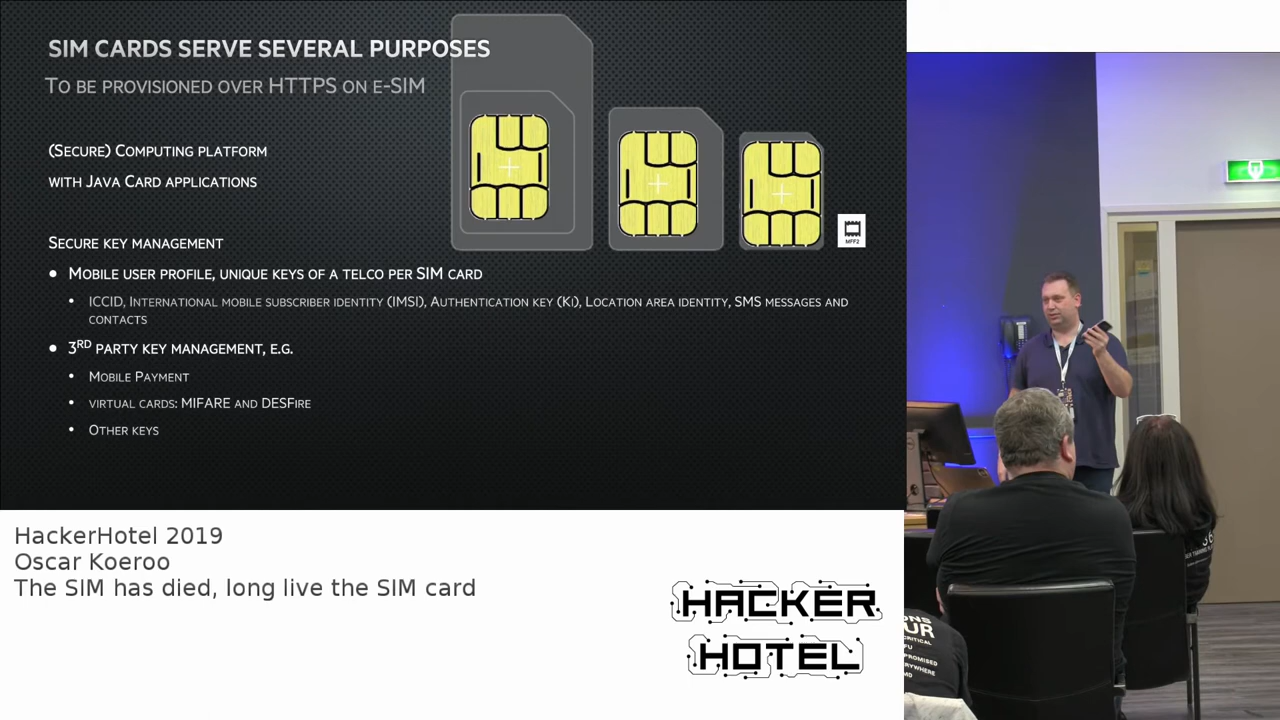 SIM CARDS SERVE SEVERAL PURPOSES
TO BE PROVISIONED OVER HTTPS ON E-SIM
(SECURE) COMPUTING PLATFORM
WITH JAVA CARD APPLICATIONS
MFF2
SECURE KEY MANAGEMENT
• MOBILE USER PROFILE, UNIQUE KEYS OF A TELCO PER SIM CARD
• ICCID, INTERNATIONAL MOBILE SUBSCRIBER IDENTITY (IMSI), AUTHENTICATION KEY (KI), LOCATION AREA IDENTITY, SMS MESSAGES AND
CONTACTS
• 3RD PARTY KEY MANAGEMENT, E.G.
• MOBILE PAYMENT
• VIRTUAL CARDS: MIFARE AND DESFIRE
• OTHER KEYS
HackerHotel 2019
Oscar Koeroo
The SIM has died, long live the SIM card
HACKER
HOTEL
UR
CRITICAL